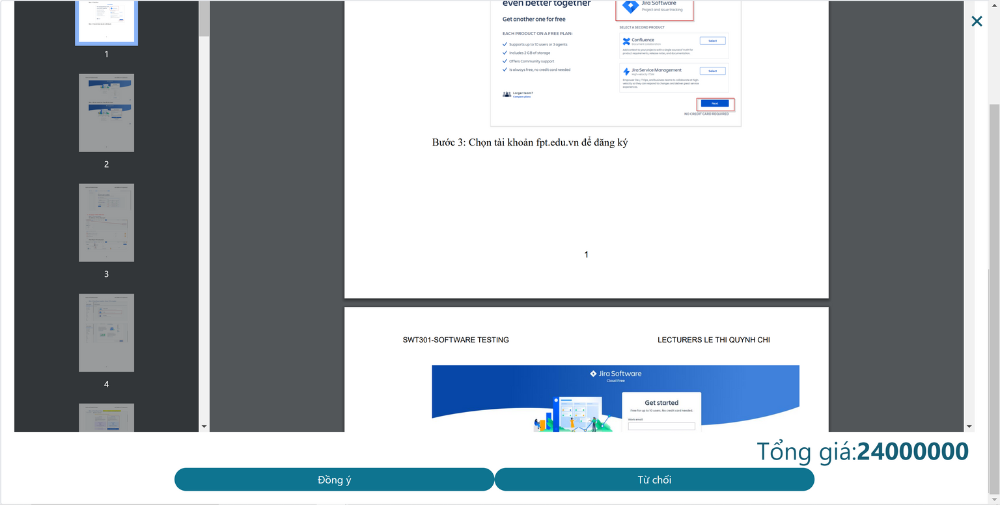 1
2
3
4
even better together
Get another one for free
EACH PRODUCT ON A FREE PLAN:
Supports up to 10 users or 3 agents
Includes 2 GB of storage
Offers Community support
Is always free, no credit card needed
Larger team?
Compare plans
Jira Software
Project and issue tracking
SELECT A SECOND PRODUCT
Confluence
Document collaboration
Select
Add context to your projects with a single source of truth for
product requirements, release notes, and documentation.
Jira Service Management
High-velocity ITSM
Select
Empower Dev, IT Ops, and business teams to collaborate at high-
velocity so they can respond to changes and deliver great service
experiences.
Next
NO CREDIT CARD REQUIRED
Bước 3: Chọn tài khoản fpt.edu.vn để đăng ký
1
SWT301-SOFTWARE TESTING
LECTURERS LE THI QUYNH CHI
Jira Software
Cloud Free
Get started
Free for up to 10 users. No credit card needed.
Work email
Tổng giá:24000000
Đồng ý
Từ chối